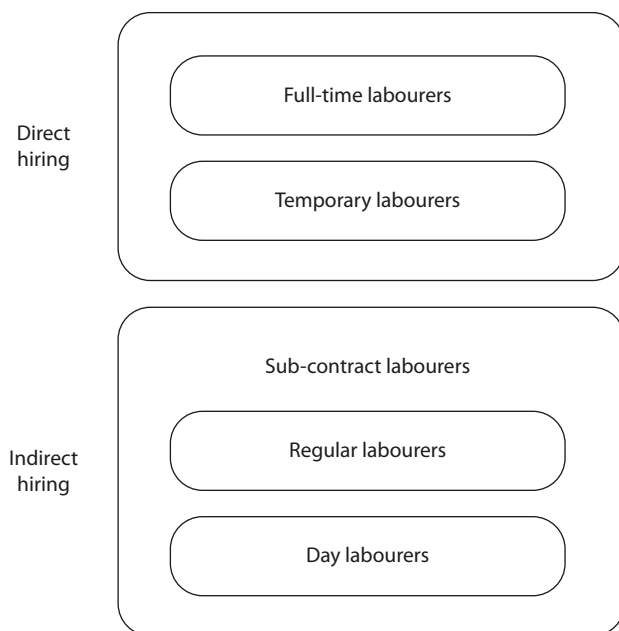 Direct
hiring
Full-time labourers
Temporary labourers
Indirect
hiring
Sub-contract labourers
Regular labourers
Day labourers